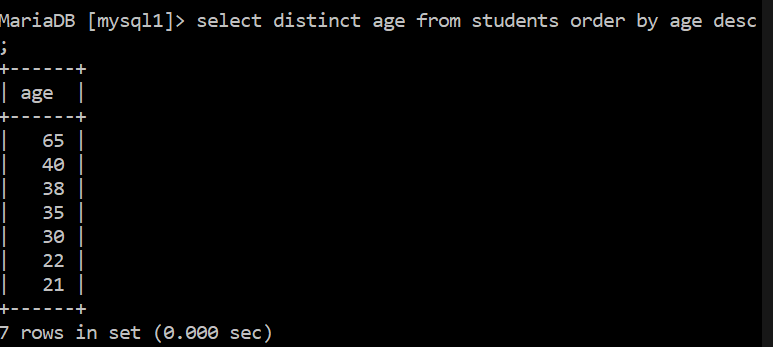 MariaDB [mysql1]> select distinct age from students order by age desc
;
+------+
| age  |
+------+
|   65 |
|   40 |
|   38 |
|   35 |
|   30 |
|   22 |
|   21 |
+------+
7 rows in set (0.000 sec)